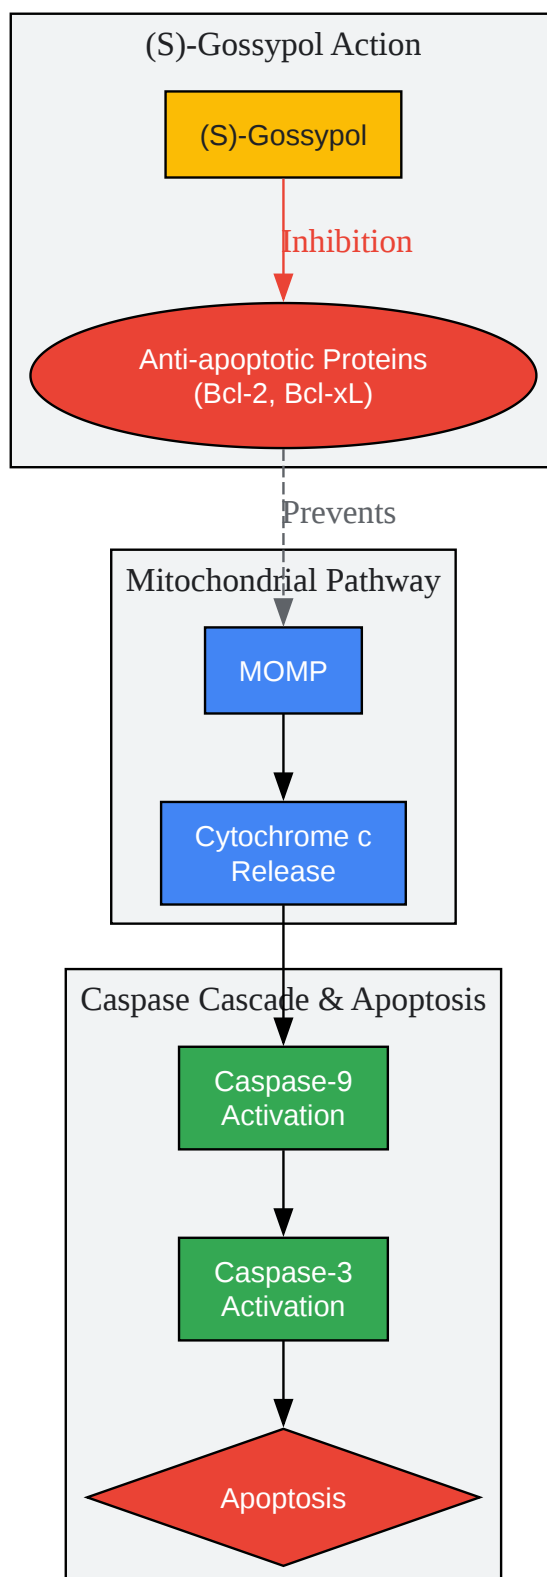 (S)-Gossypol Action
(S)-Gossypol
Inhibition
Anti-apoptotic Proteins
(Bcl-2, Bcl-xL)
Prevents
Mitochondrial Pathway
MOMP
Cytochrome c
Release
Caspase Cascade & Apoptosis
Caspase-9
Activation
Caspase-3
Activation
Apoptosis